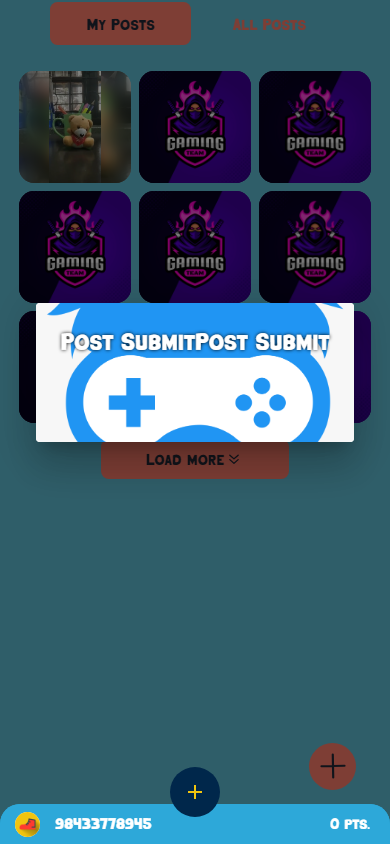 My Posts
All Posts
GAMING
TEAM
GAMING
TEAM
GAMING
TEAM
GAMING
TEAM
GAMING
TEAM
Post SubmitPost Submit
Load more
98433778945
0 pts.